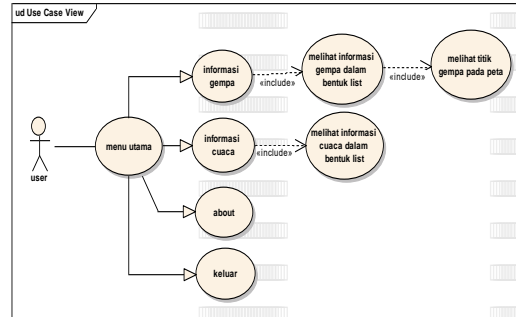 ud Use Case View
informasi
gempa
«include»
melihat informasi
gempa dalam
bentuk list
«include»
melihat titik
gempa pada peta
user
menu utama
informasi
cuaca
«include»
melihat informasi
cuaca dalam
bentuk list
about
keluar